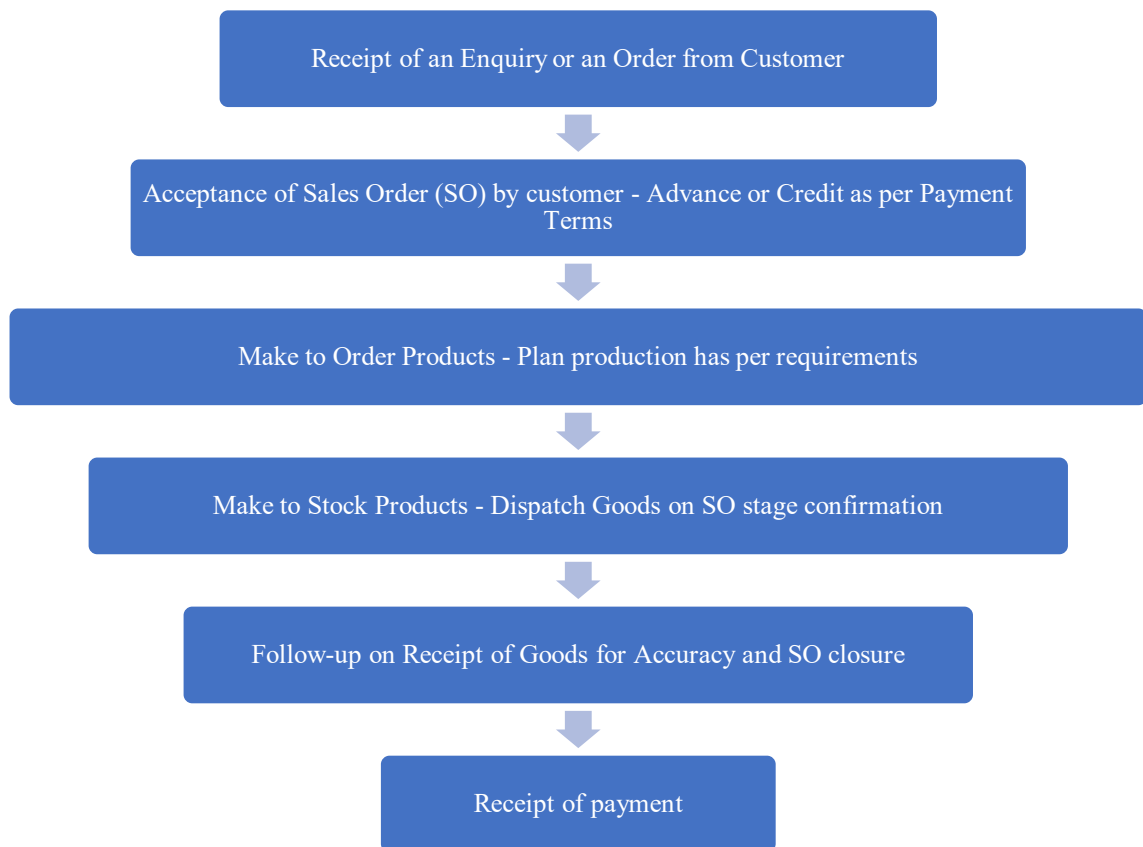 Receipt of an Enquiry or an Order from Customer
Acceptance of Sales Order (SO) by customer - Advance or Credit as per Payment
Terms
Make to Order Products - Plan production has per requirements
Make to Stock Products - Dispatch Goods on SO stage confirmation
Follow-up on Receipt of Goods for Accuracy and SO closure
Receipt of payment